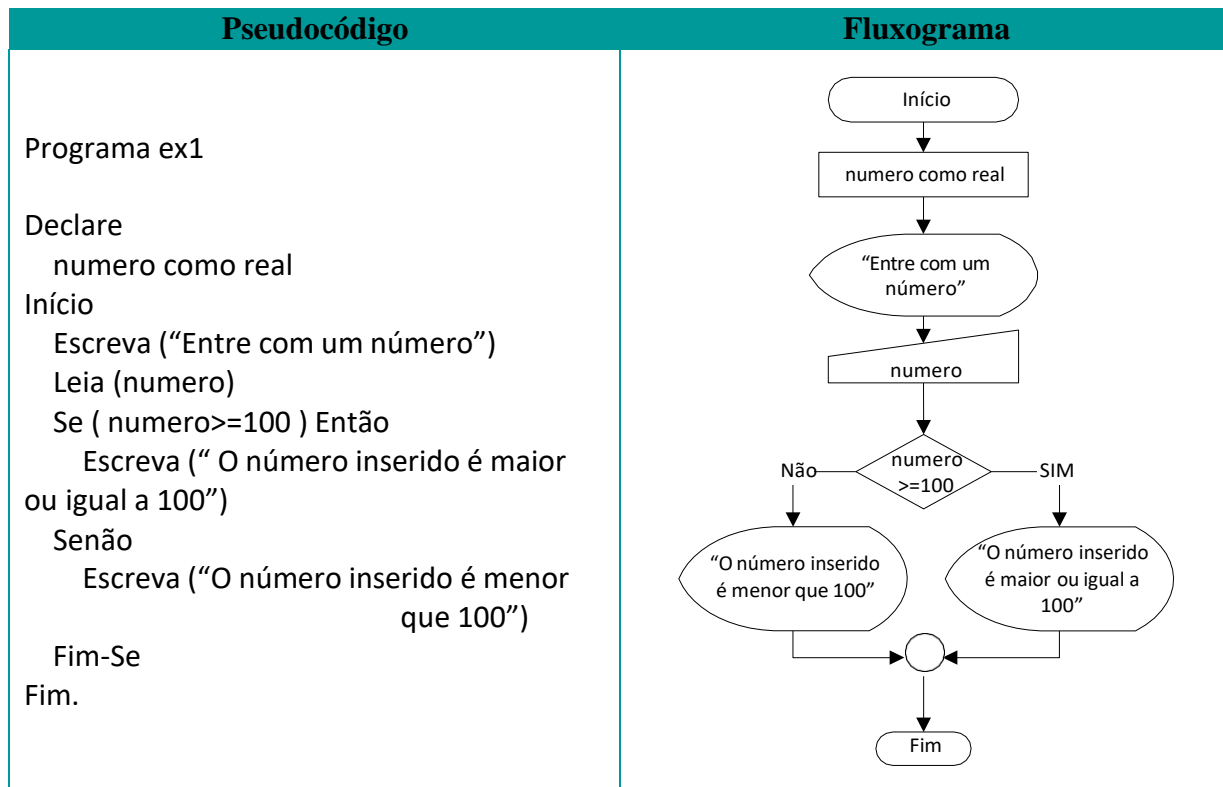 Pseudocódigo
Fluxograma
Programa ex1
Declare
numero como real
Início
Escreva (“Entre com um número”)
Leia (numero)
Se ( numero>=100 ) Então
Escreva (“ O número inserido é maior
ou igual a 100”)
Senão
Escreva (“O número inserido é menor
que 100”)
Fim-Se
Fim.
Início
numero como real
“Entre com um
número”
numero
numero
>=100
Não
SIM
“O número inserido
é menor que 100”
“O número inserido
é maior ou igual a
100”
Fim